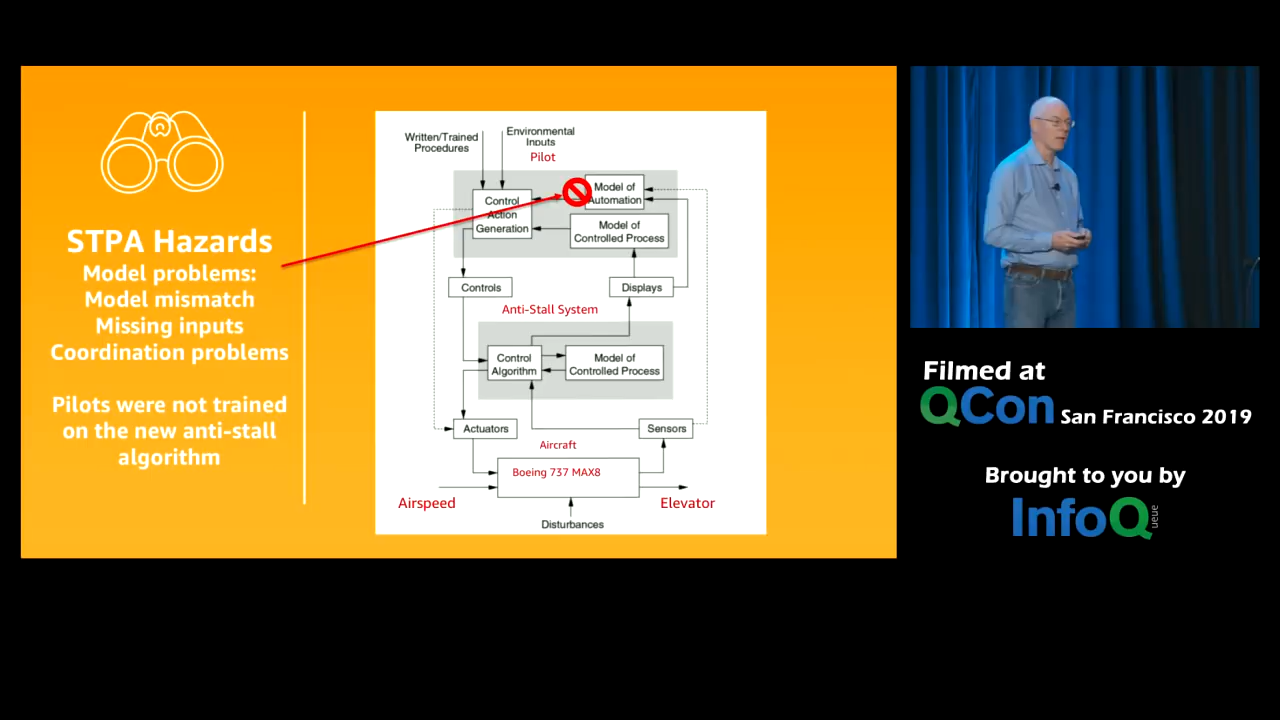 STPA Hazards
Model problems:
Model mismatch
Missing inputs
Coordination problems
Pilots were not trained
on the new anti-stall
algorithm
Written/Trained
Procedures
Environmental
Inputs
Pilot
Control
Action
Generation
Model of
Automation
Model of
Controlled Process
Controls
Displays
Anti-Stall System
Control
Algorithm
Model of
Controlled Process
Actuators
Sensors
Aircraft
Boeing 737 MAX8
Airspeed
Elevator
Disturbances
Filmed at
QCon San Francisco 2019
Brought to you by
InfoQ
ueue